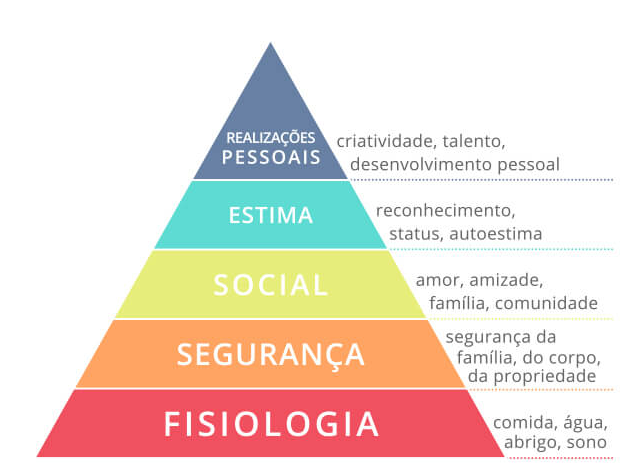 REALIZAÇÕES
PESSOAIS
criatividade, talento,
desenvolvimento pessoal
ESTIMA
reconhecimento,
status, autoestima
SOCIAL
amor, amizade,
família, comunidade
SEGURANÇA
segurança da
família, do corpo,
da propriedade
FISIOLOGIA
comida, água,
abrigo, sono